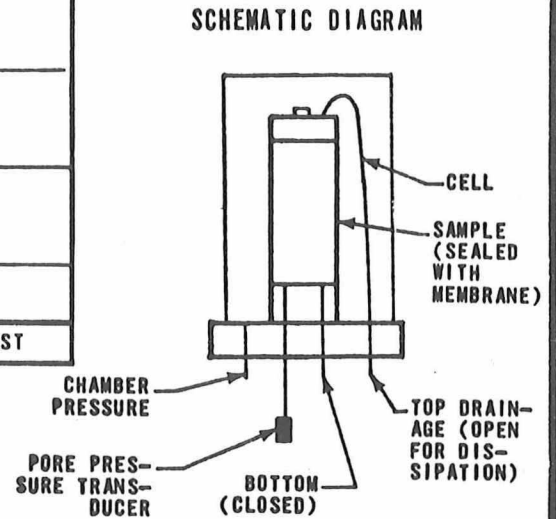 SCHEMATIC DIAGRAM
CELL
SAMPLE
(SEALED
WITH
MEMBRANE)
ST
CHAMBER
PRESSURE
TOP DRAIN-
AGE (OPEN
FOR DIS-
SIPATION)
PORE PRES-
SURE TRANS-
DUCER
BOTTOM
(CLOSED)